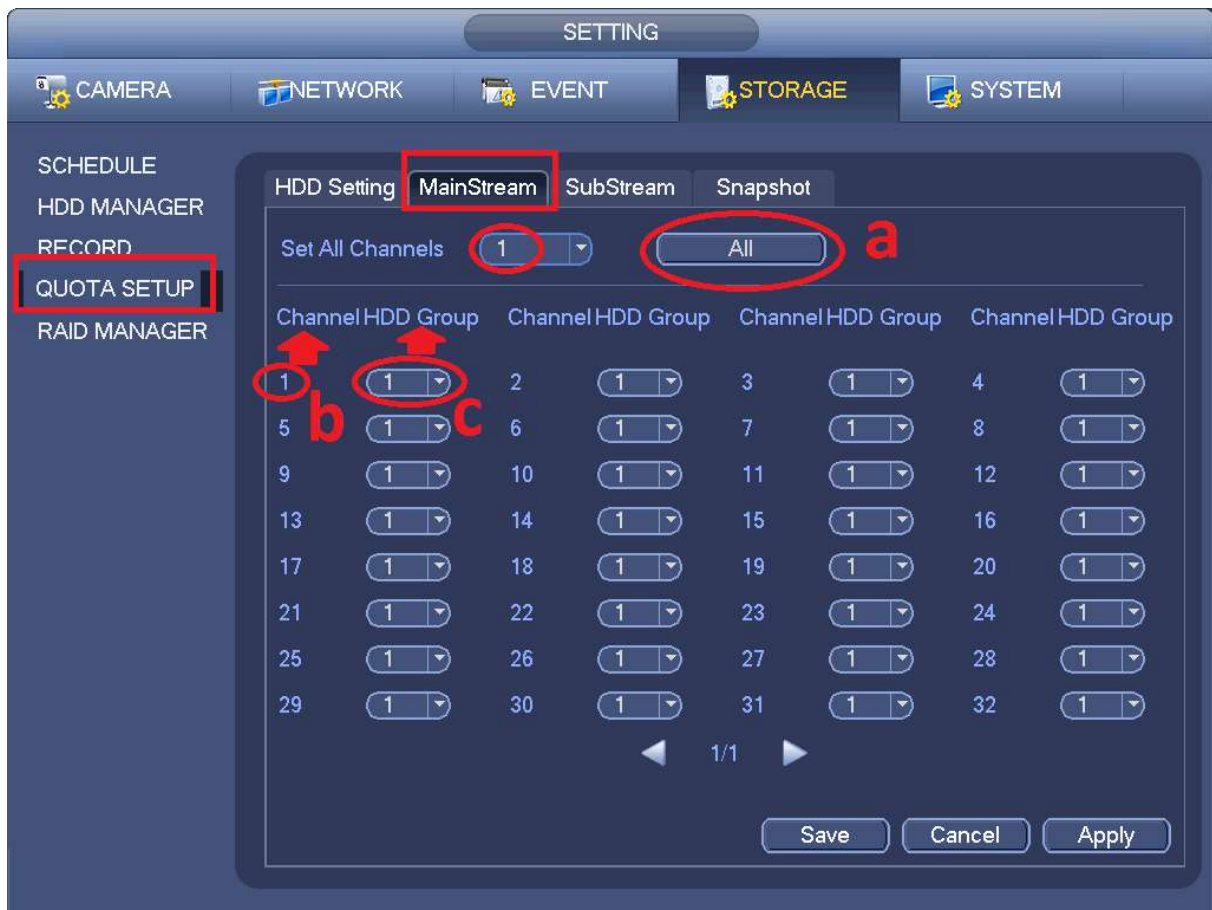 SETTING
CAMERA NETWORK EVENT STORAGE SYSTEM
SCHEDULE
HDD MANAGER
RECORD
QUOTA SETUP
RAID MANAGER
HDD Setting MainStream SubStream Snapshot
Set All Channels 1 All a
Channel HDD Group Channel HDD Group Channel HDD Group Channel HDD Group
1 1 2 1 3 1 4 1
b c
5 1 6 1 7 1 8 1
9 1 10 1 11 1 12 1
13 1 14 1 15 1 16 1
17 1 18 1 19 1 20 1
21 1 22 1 23 1 24 1
25 1 26 1 27 1 28 1
29 1 30 1 31 1 32 1
1/1
Save Cancel Apply